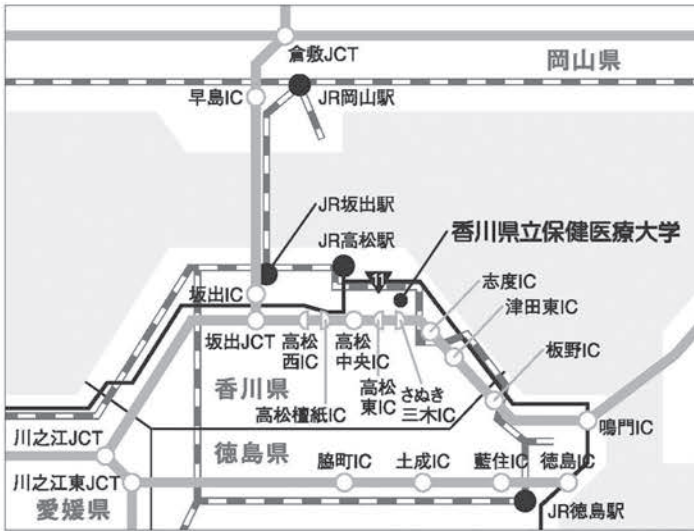 倉敷JCT
岡山県
早島IC
JR岡山駅
JR坂出駅
JR高松駅
香川県立保健医療大学
11
志度IC
津田東IC
坂出IC
坂出JCT
高松
西IC
高松
中央IC
板野IC
香川県
高松檀紙IC
高松
東IC
さぬき
三木IC
鳴門IC
川之江JCT
徳島県
川之江東JCT
脇町IC
土成IC
藍住IC
徳島IC
愛媛県
JR徳島駅